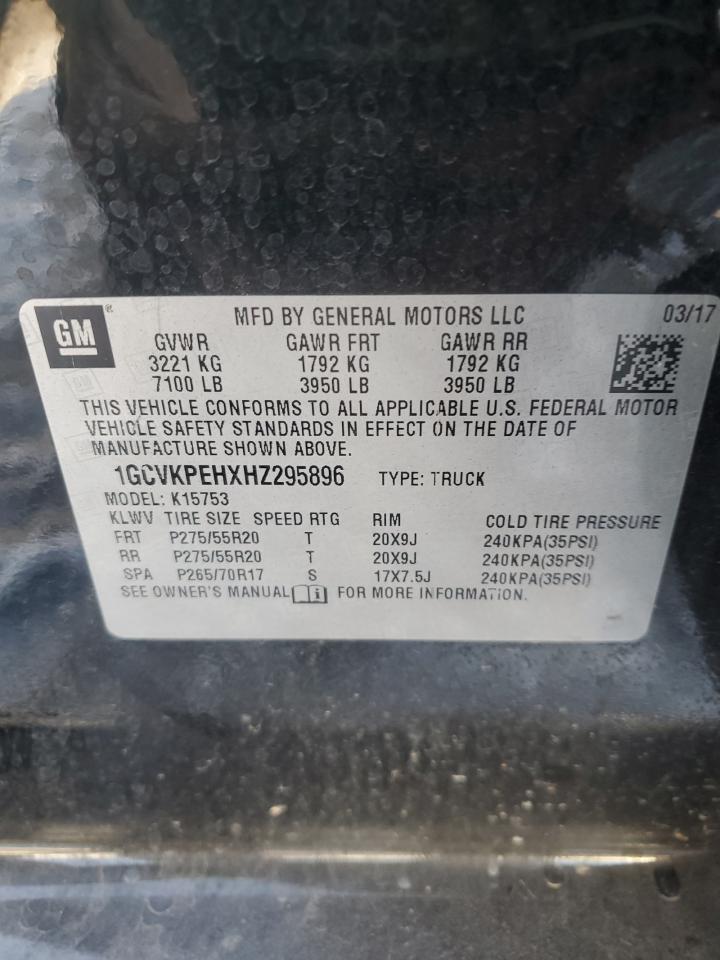 GM
MFD BY GENERAL MOTORS LLC 03/17
GVWR GAWR FRT GAWR RR
3221 KG 1792 KG 1792 KG
7100 LB 3950 LB 3950 LB
THIS VEHICLE CONFORMS TO ALL APPLICABLE U.S. FEDERAL MOTOR
VEHICLE SAFETY STANDARDS IN EFFECT ON THE DATE OF
MANUFACTURE SHOWN ABOVE.
1GCVKPEHXHZ295896 TYPE: TRUCK
MODEL: K15753
KLWV TIRE SIZE SPEED RTG RIM COLD TIRE PRESSURE
FRT P275/55R20 T 20X9J 240KPA(35PSI)
RR P275/55R20 T 20X9J 240KPA(35PSI)
SPA P265/70R17 S 17X7.5J 240KPA(35PSI)
SEE OWNER'S MANUAL i FOR MORE INFORMATION.